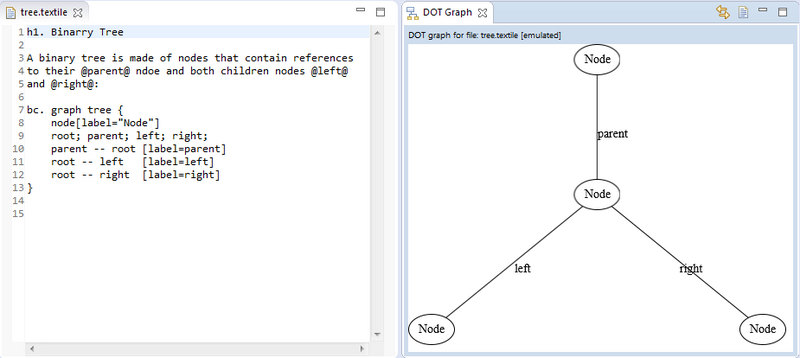 tree.textile
1 h1. Binarry Tree
2
3 A binary tree is made of nodes that contain references
4 to their @parent@ ndoe and both children nodes @left@
5 and @right@:
6
7 bc. graph tree {
8 node[label="Node"]
9 root; parent; left; right;
10 parent -- root [label=parent]
11 root -- left [label=left]
12 root -- right [label=right]
13 }
14
15
DOT Graph
DOT graph for file: tree.textile [emulated]
Node
parent
Node
left
right
Node
Node